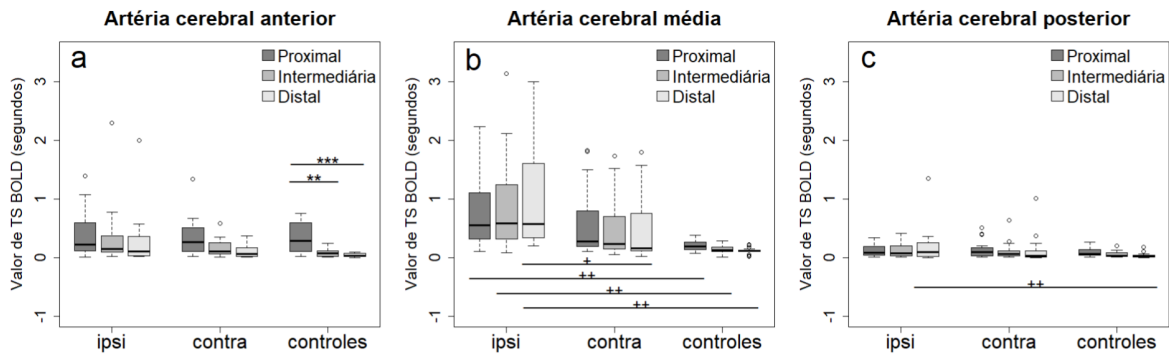 Artéria cerebral anterior
a
Proximal
Intermediária
Distal
Valor de TS BOLD (segundos)
3
2
1
0
-1
***
**
ipsi contra controles
Artéria cerebral média
b
Proximal
Intermediária
Distal
Valor de TS BOLD (segundos)
3
2
1
0
-1
+
++
++
++
ipsi contra controles
Artéria cerebral posterior
c
Proximal
Intermediária
Distal
Valor de TS BOLD (segundos)
3
2
1
0
-1
++
ipsi contra controles